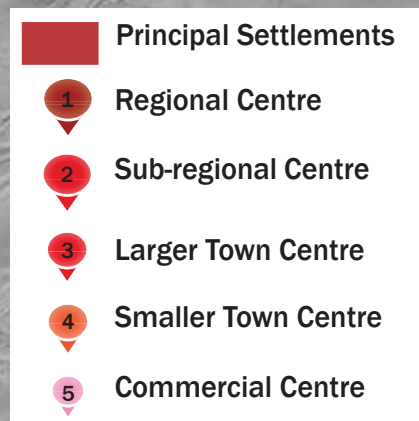 Principal Settlements
1 Regional Centre
2 Sub-regional Centre
3 Larger Town Centre
4 Smaller Town Centre
5 Commercial Centre